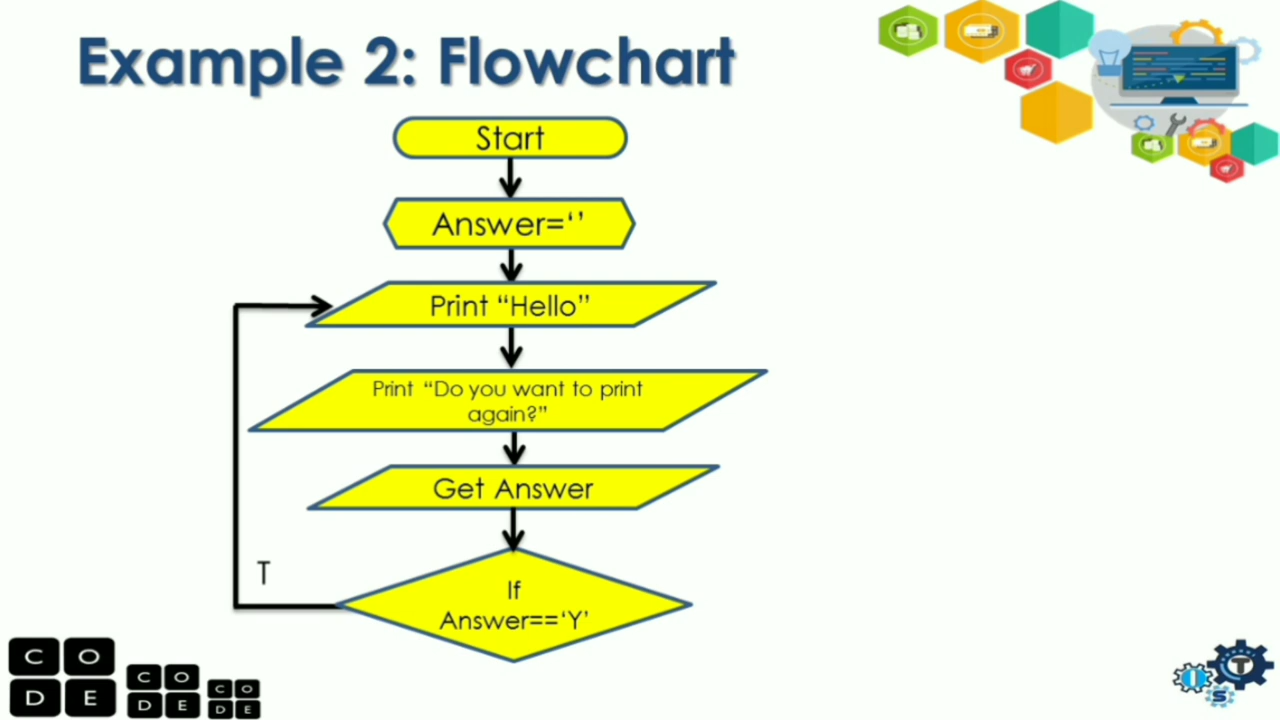 Example 2: Flowchart
Start
Answer=‘’
Print “Hello”
Print “Do you want to print
again?”
Get Answer
If
Answer==‘Y’
T
C O
D E
C O
D E
C O
D E
T
I
S